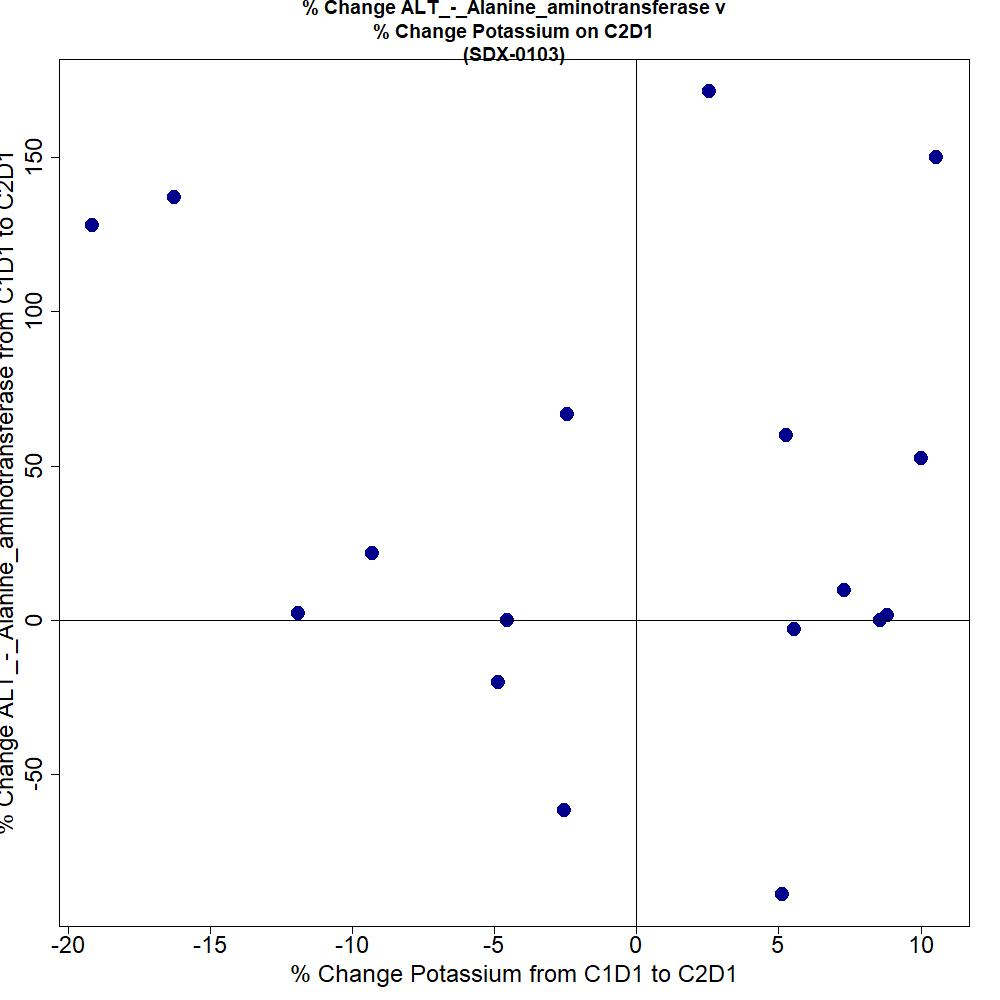 % Change ALT_-_Alanine_aminotransferase v
% Change Potassium on C2D1
(SDX-0103)
% Change ALT_-_Alanine_aminotransferase from C1D1 to C2D1
150
100
50
0
-50
-20
-15
-10
-5
0
5
10
% Change Potassium from C1D1 to C2D1